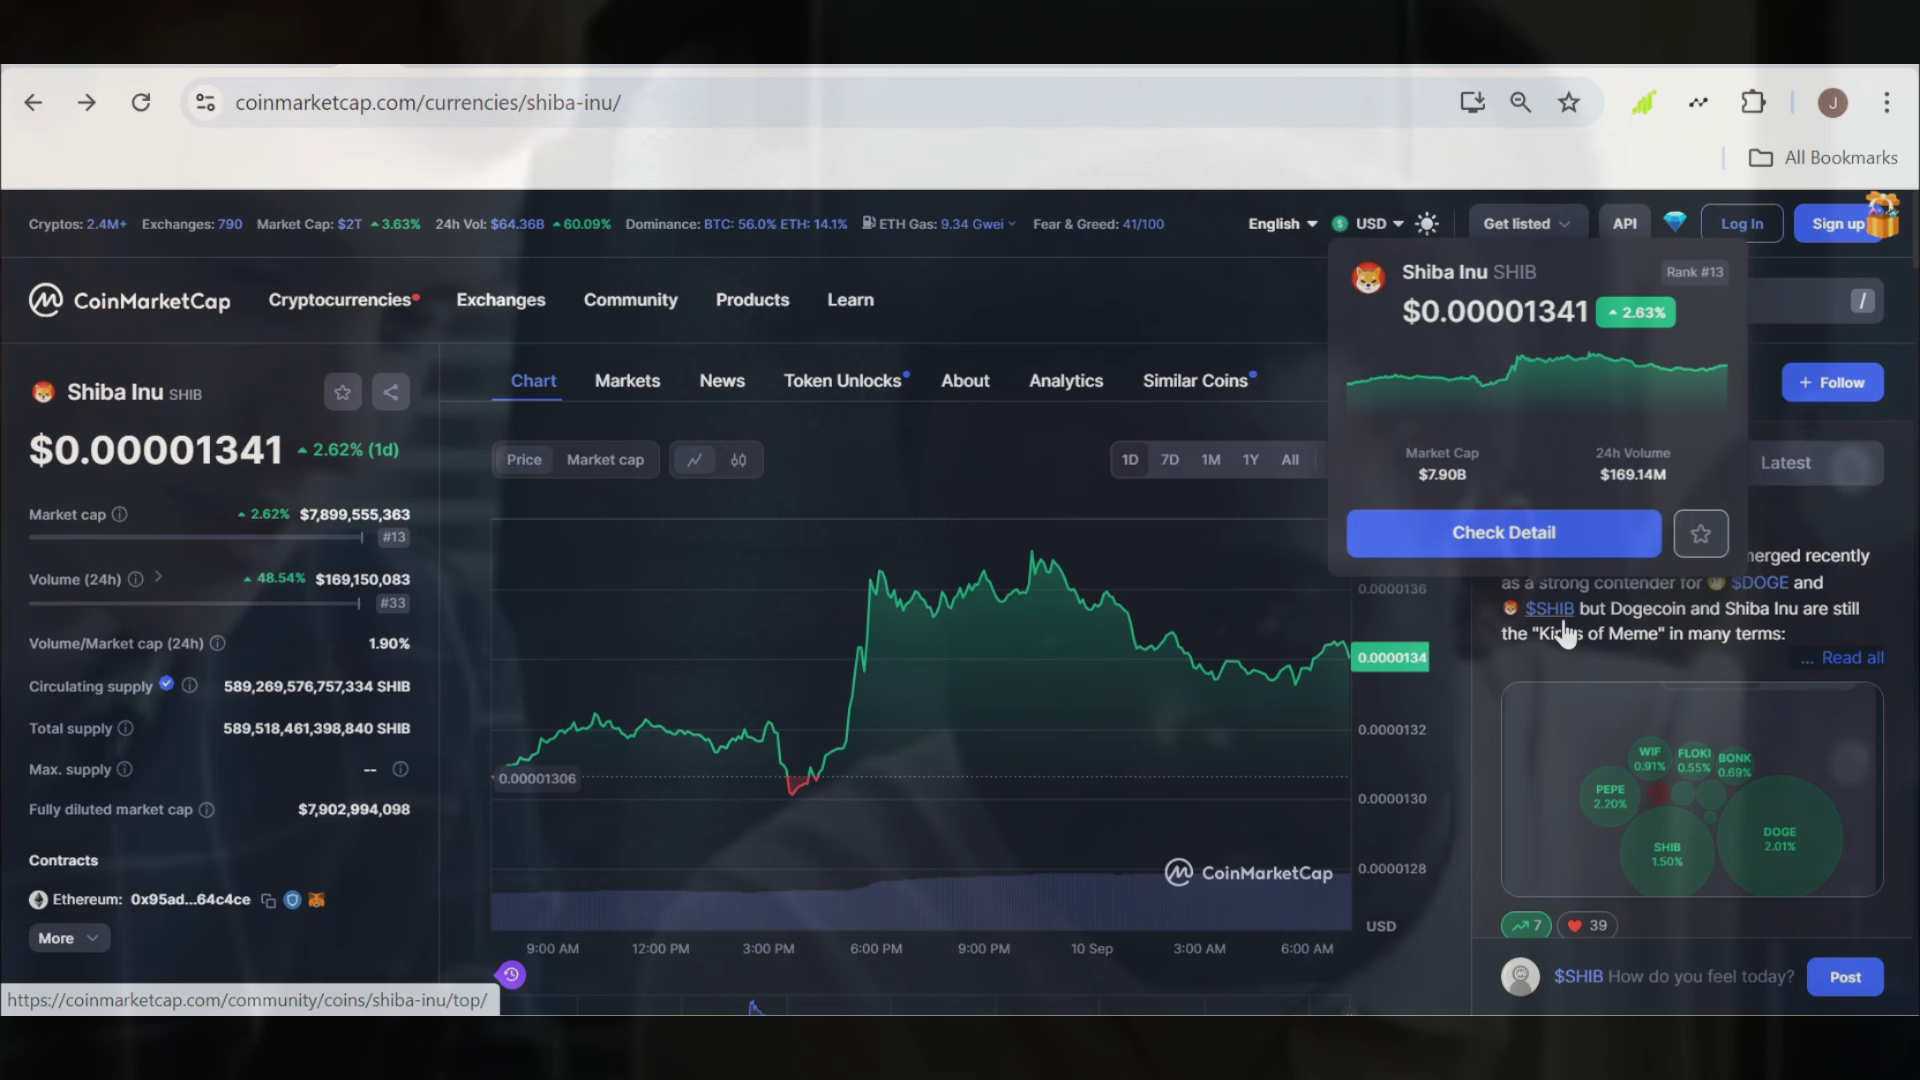 coinmarketcap.com/currencies/shiba-inu/
J
All Bookmarks
Cryptos: 2.4M+ Exchanges: 790 Market Cap: $2T 3.63% 24h Vol: $64.36B 60.09% Dominance: BTC: 56.0% ETH: 14.1% ETH Gas: 9.34 Gwei Fear & Greed: 41/100
English USD Get listed API Log In Sign up
CoinMarketCap Cryptocurrencies Exchanges Community Products Learn /
Shiba Inu SHIB Rank #13
$0.00001341 2.63%
Market Cap 24h Volume
$7.90B $169.14M
Check Detail
Shiba Inu SHIB
$0.00001341 2.62% (1d)
Market cap 2.62% $7,899,555,363
#13
Volume (24h) 48.54% $169,150,083
#33
Volume/Market cap (24h) 1.90%
Circulating supply 589,269,576,757,334 SHIB
Total supply 589,518,461,398,840 SHIB
Max. supply --
Fully diluted market cap $7,902,994,098
Contracts
Ethereum: 0x95ad...64c4ce
More
https://coinmarketcap.com/community/coins/shiba-inu/top/
Chart Markets News Token Unlocks About Analytics Similar Coins
Price Market cap 1D 7D 1M 1Y All
0.0000136
0.0000134
0.0000132
0.00001306
0.0000130
0.0000128
CoinMarketCap
USD
9:00 AM 12:00 PM 3:00 PM 6:00 PM 9:00 PM 10 Sep 3:00 AM 6:00 AM
+ Follow
Latest
merged recently
as a strong contender for $DOGE and
$SHIB but Dogecoin and Shiba Inu are still
the "Kings of Meme" in many terms:
... Read all
WIF
0.91%
FLOKI
0.55%
BONK
0.69%
PEPE
2.20%
DOGE
2.01%
SHIB
1.50%
7 39
$SHIB How do you feel today? Post